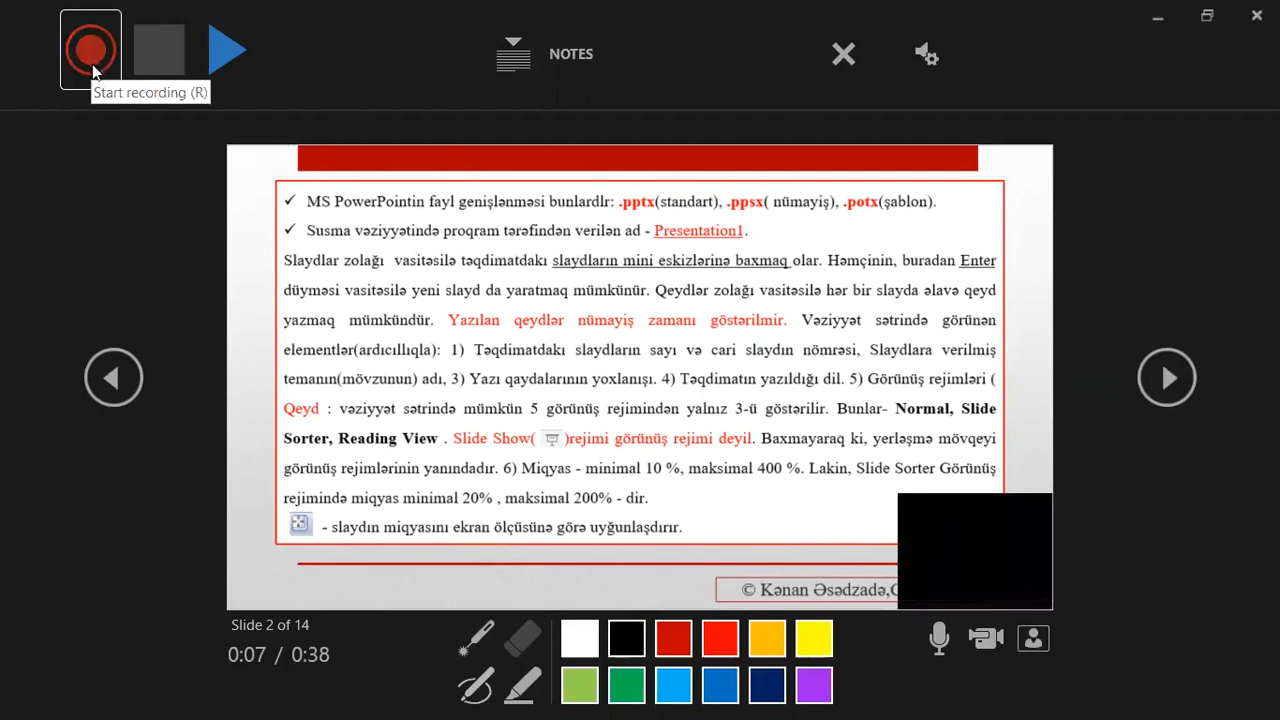 NOTES
Start recording (R)
✓ MS PowerPointin fayl genişlənməsi bunlardlr: .pptx(standart), .ppsx( nümayiş), .potx(şablon).
✓ Susma vəziyyətində proqram tərəfindən verilən ad - Presentation1.
Slaydlar zolağı vasitəsilə təqdimatdakı slaydların mini eskizlərinə baxmaq olar. Həmçinin, buradan Enter
düyməsi vasitəsilə yeni slayd da yaratmaq mümkünür. Qeydlər zolağı vasitəsilə hər bir slayda əlavə qeyd
yazmaq mümkündür. Yazılan qeydlər nümayiş zamanı göstərilmir. Vəziyyət sətrində görünən
elementlər(ardıcıllıqla): 1) Təqdimatdakı slaydların sayı və cari slaydın nömrəsi, Slaydlara verilmiş
temanın(mövzunun) adı, 3) Yazı qaydalarının yoxlanışı. 4) Təqdimatın yazıldığı dil. 5) Görünüş rejimləri (
Qeyd : vəziyyət sətrində mümkün 5 görünüş rejimindən yalnız 3-ü göstərilir. Bunlar- Normal, Slide
Sorter, Reading View . Slide Show( )rejimi görünüş rejimi deyil. Baxmayaraq ki, yerləşmə mövqeyi
görünüş rejimlərinin yanındadır. 6) Miqyas - minimal 10 %, maksimal 400 %. Lakin, Slide Sorter Görünüş
rejimində miqyas minimal 20% , maksimal 200% - dir.
- slaydın miqyasını ekran ölçüsünə görə uyğunlaşdırır.
© Kənan Əsədzadə,
Slide 2 of 14
0:07 / 0:38